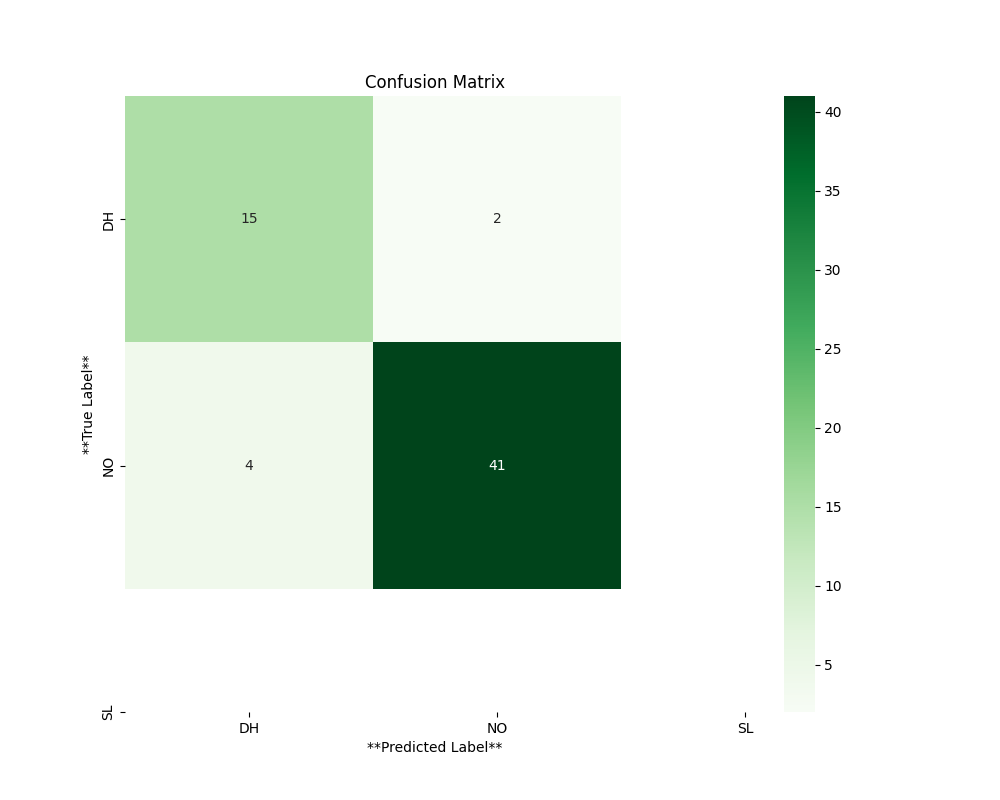 Confusion Matrix
DH
15
2
**True Label**
NO
4
41
SL
DH
NO
SL
**Predicted Label**
40
35
30
25
20
15
10
5